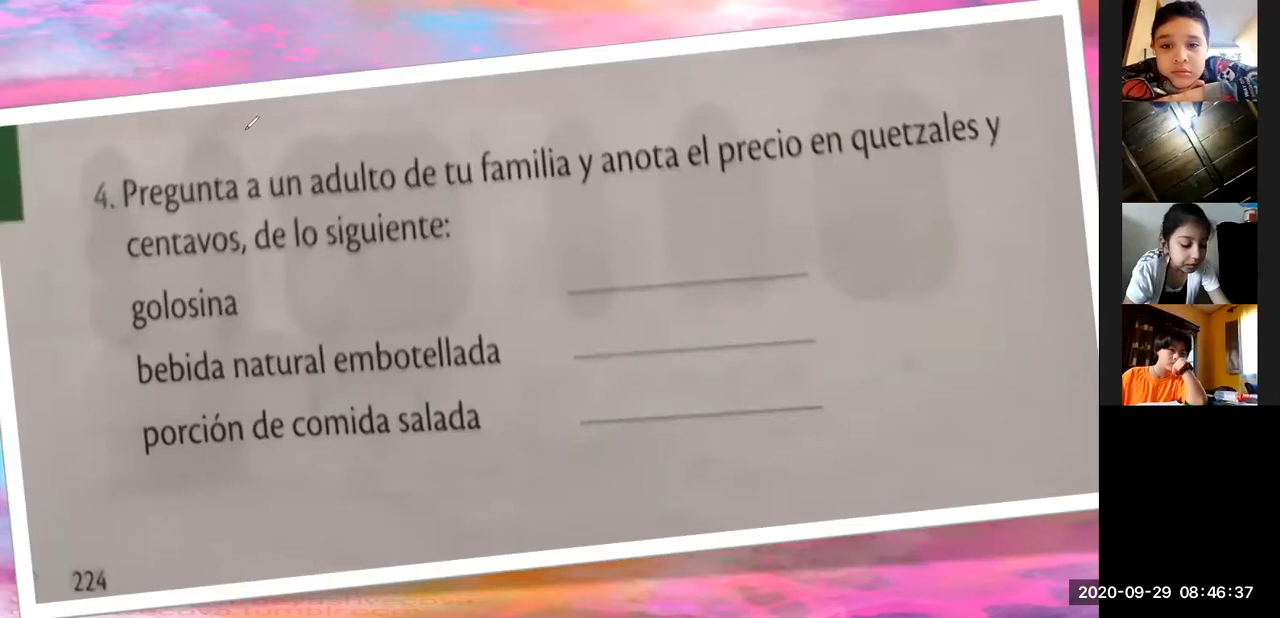 4. Pregunta a un adulto de tu familia y anota el precio en quetzales y
centavos, de lo siguiente:
golosina
bebida natural embotellada
porción de comida salada
224
2020-09-29 08:46:37